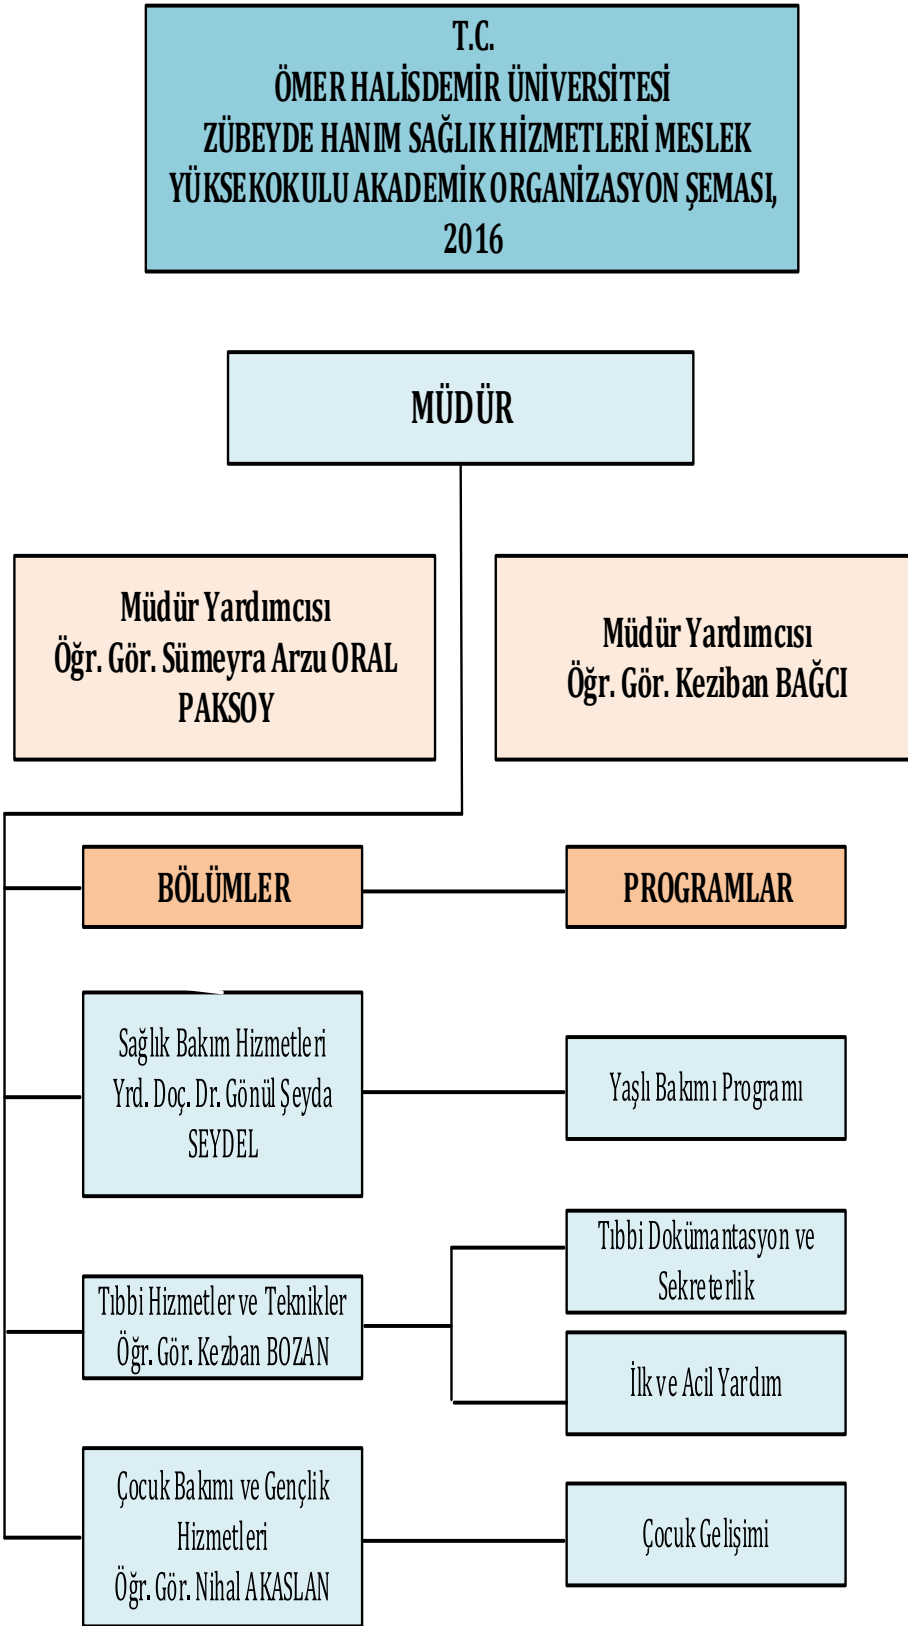 T.C.
ÖMER HALİSDEMİR ÜNİVERSİTESİ
ZÜBEYDE HANIM SAĞLIK HİZMETLERİ MESLEK
YÜKSEKOKULU AKADEMİK ORGANİZASYON ŞEMASI,
2016
MÜDÜR
Müdür Yardımcısı
Öğr. Gör. Sümeyra Arzu ORAL
PAKSOY
Müdür Yardımcısı
Öğr. Gör. Keziban BAĞCI
BÖLÜMLER
PROGRAMLAR
Sağlık Bakım Hizmetleri
Yrd. Doç. Dr. Gönül Şeyda
SEYDEL
Yaşlı Bakımı Programı
Tıbbi Hizmetler ve Teknikler
Öğr. Gör. Kezban BOZAN
Tıbbi Dokümantasyon ve
Sekreterlik
İlk ve Acil Yardım
Çocuk Bakımı ve Gençlik
Hizmetleri
Öğr. Gör. Nihal AKASLAN
Çocuk Gelişimi